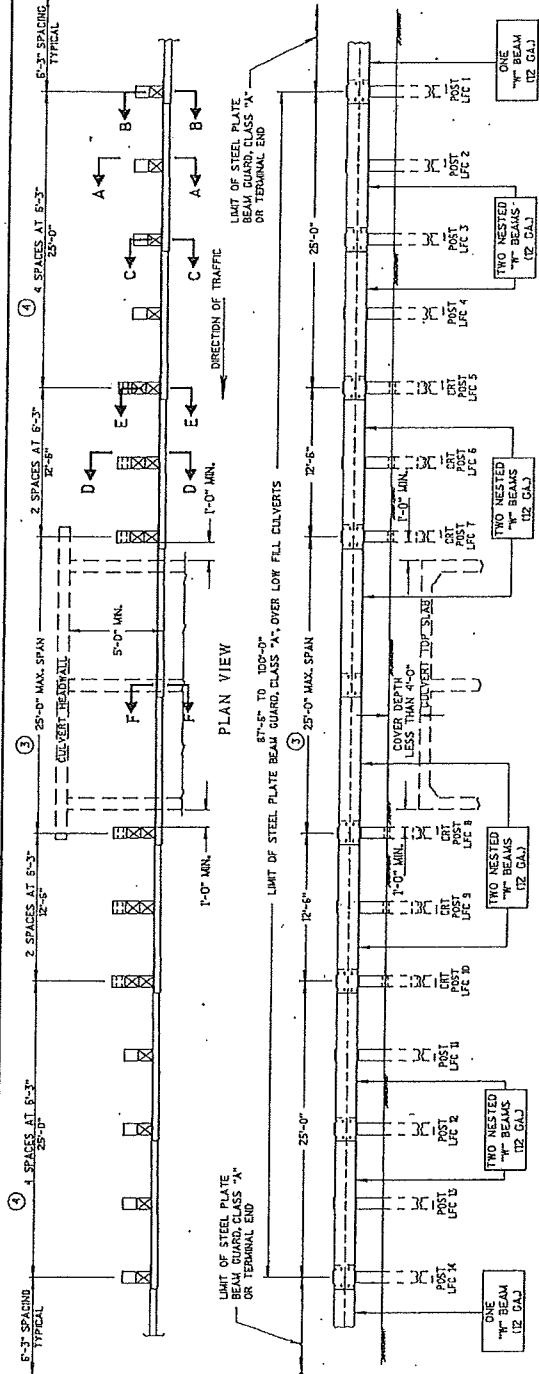 6'-3" SPACING
TYPICAL
④ 4 SPACES AT 6'-3"
25'-0"
2 SPACES AT 6'-3"
12'-6"
③ 25'-0" MAX. SPAN
2 SPACES AT 6'-3"
12'-6"
④ 4 SPACES AT 6'-3"
25'-0"
6'-3" SPACING
TYPICAL
CULVERT HEADWALL
5'-0" MIN.
1'-0" MIN.
1'-0" MIN.
F
F
D
D
E
E
C
C
A
A
B
B
DIRECTION OF TRAFFIC
PLAN VIEW
LIMIT OF STEEL PLATE
BEAM GUARD, CLASS "A"
OR TERMINAL END
LIMIT OF STEEL PLATE
BEAM GUARD, CLASS "A"
OR TERMINAL END
87'-6" TO 100'-0"
LIMIT OF STEEL PLATE BEAM GUARD, CLASS "A", OVER LOW FILL CULVERTS
25'-0"
12'-6"
③
25'-0" MAX. SPAN
12'-6"
25'-0"
1'-0" MIN.
1'-0" MIN.
COVER DEPTH
LESS THAN 4'-0"
CULVERT TOP SLAB
POST
LFC 14
POST
LFC 13
POST
LFC 12
POST
LFC 11
CRT
POST
LFC 10
CRT
POST
LFC 9
CRT
POST
LFC 8
CRT
POST
LFC 7
CRT
POST
LFC 6
CRT
POST
LFC 5
POST
LFC 4
POST
LFC 3
POST
LFC 2
POST
LFC 1
ONE
"W" BEAM
(12 GA.)
TWO NESTED
"W" BEAMS
(12 GA.)
TWO NESTED
"W" BEAMS
(12 GA.)
TWO NESTED
"W" BEAMS
(12 GA.)
TWO NESTED
"W" BEAMS
(12 GA.)
ONE
"W" BEAM
(12 GA.)